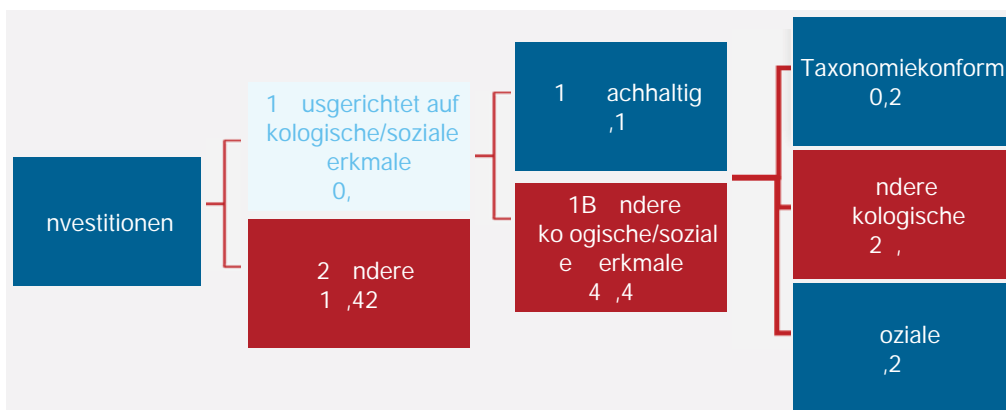 nvestitionen
1 usgerichtet auf
kologische/soziale
erkmale
0,
2 ndere
1 ,42
1 achhaltig
,1
1B ndere
ko ogische/sozial
e erkmale
4 ,4
Taxonomiekonform
0,2
ndere
kologische
2 ,
oziale
,2